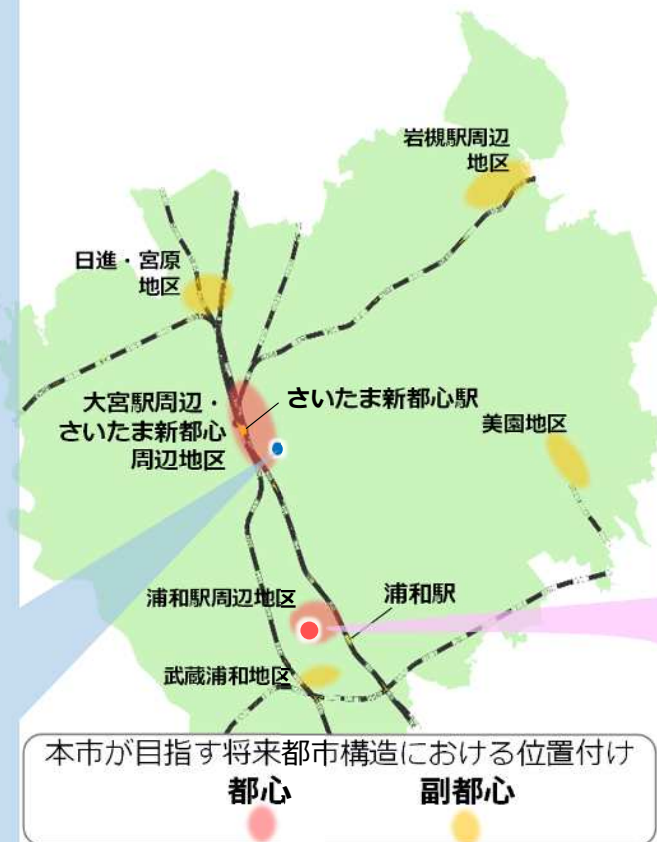 岩槻駅周辺
地区
日進・宮原
地区
大宮駅周辺・
さいたま新都心
周辺地区
さいたま新都心駅
美園地区
浦和駅周辺地区
浦和駅
武蔵浦和地区
本市が目指す将来都市構造における位置付け
都心
副都心